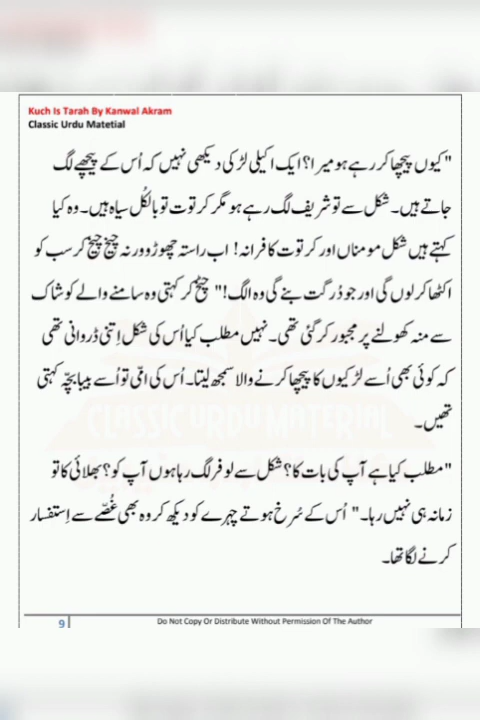 Kuch Is Tarah By Kanwal Akram
Classic Urdu Matetial
"کیوں پیچھا کر رہے ہو میرا؟ ایک اکیلی لڑکی دیکھی نہیں کہ اُس کے پیچھے لگ
جاتے ہیں۔ شکل سے تو شریف لگ رہے ہو مگر کرتوت تو بالکُل سیاہ ہیں۔ وہ کیا
کہتے ہیں شکل مومناں اور کرتوت کافرانہ! اب راستہ چھوڑو ورنہ چیخ چیخ کر سب کو
اکٹھا کر لوں گی اور جو دُرگت بنے گی وہ الگ!" چیخ کر کہتی وہ سامنے والے کو شاک
سے منہ کھولنے پر مجبور کر گئی تھی۔ نہیں مطلب کیا اُس کی شکل اِتنی ڈروانی تھی
کہ کوئی بھی اُسے لڑکیوں کا پیچھا کرنے والا سمجھ لیتا۔ اُس کی امّی تو اُسے بیبا بچّہ کہتی
تھیں۔
CLASSIC URDU MATERIAL
"مطلب کیا ہے آپ کی بات کا؟ شکل سے لوفر لگ رہا ہوں آپ کو؟ بھلائی کا تو
زمانہ ہی نہیں رہا۔" اُس کے سُرخ ہوتے چہرے کو دیکھ کر وہ بھی غُصّے سے اِستفسار
کرنے لگا تھا۔
9
Do Not Copy Or Distribute Without Permission Of The Author